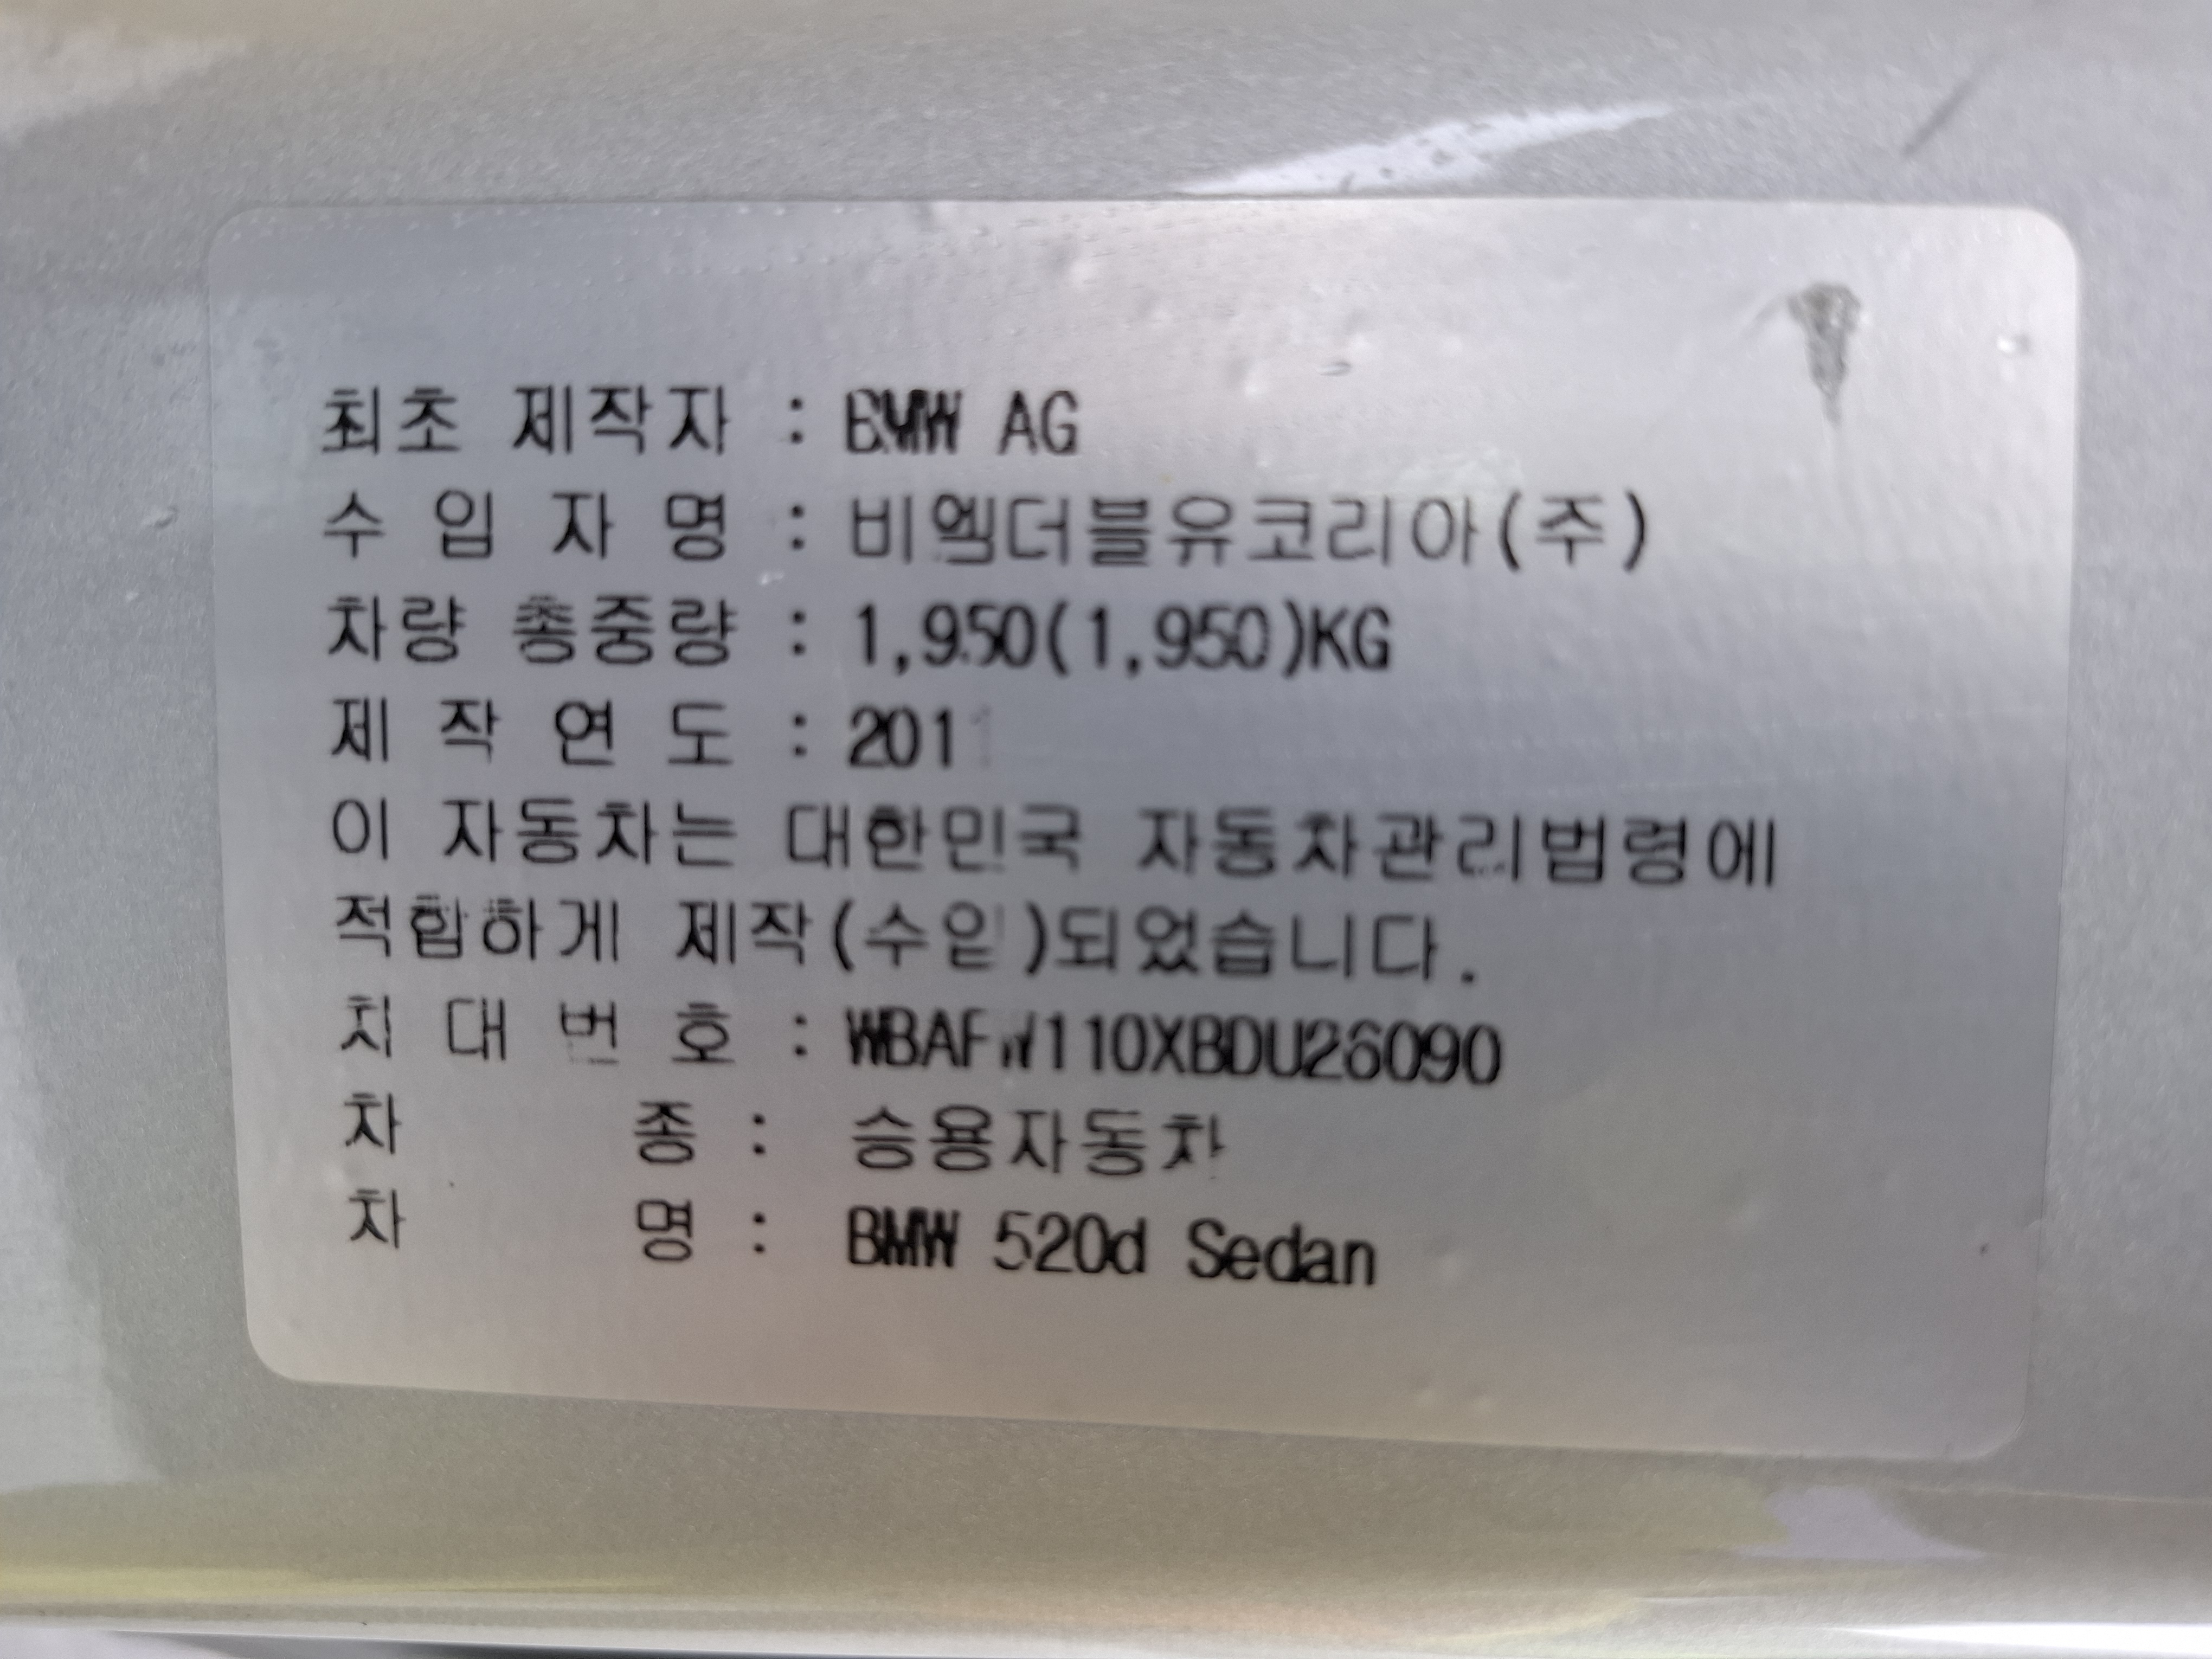 최초 제작자 : BMW AG
수 입 자 명 : 비엠더블유코리아(주)
차량 총중량 : 1,950(1,950)KG
제 작 연 도 : 2011
이 자동차는 대한민국 자동차관리법령에
적합하게 제작(수입)되었습니다.
차 대 번 호 : WBAFW110XBDU26090
차 종 : 승용자동차
차 명 : BMW 520d Sedan